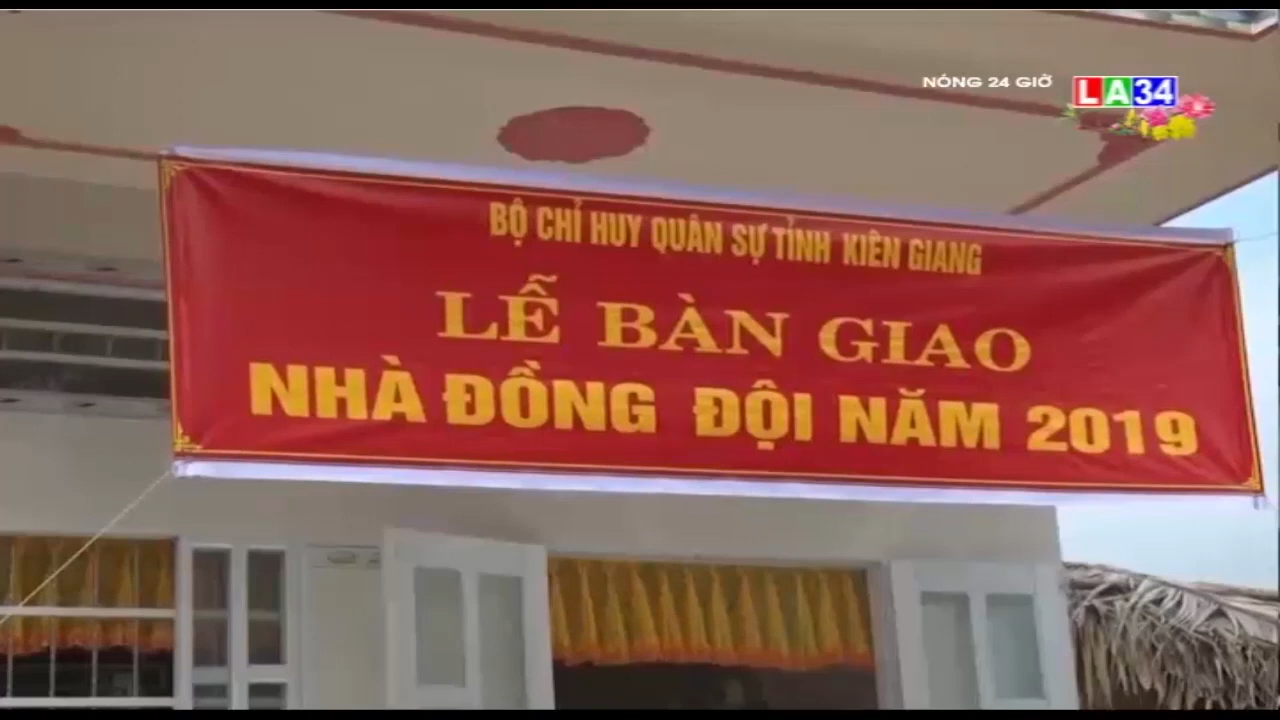 NÓNG 24 GIỜ LA34
BỘ CHỈ HUY QUÂN SỰ TỈNH KIÊN GIANG
LỄ BÀN GIAO
NHÀ ĐỒNG ĐỘI NĂM 2019